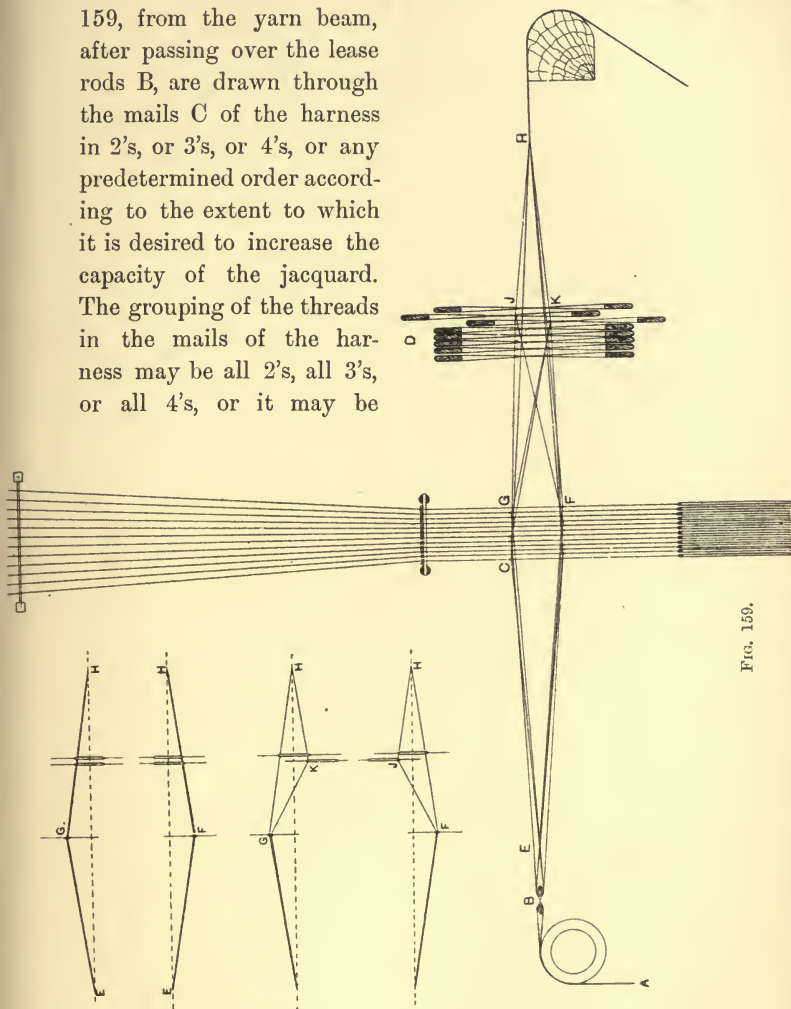 159, from the yarn beam,
after passing over the lease
rods B, are drawn through
the mails C of the harness
in 2's, or 3's, or 4's, or any
predetermined order accord-
ing to the extent to which
it is desired to increase the
capacity of the jacquard.
The grouping of the threads
in the mails of the har-
ness may be all 2's, all 3's,
or all 4's, or it may be
H
J
K
D
G
F
C
E
B
A
FIG. 159.
G.
H
E
H
F
E
G
H
K
H
J
F